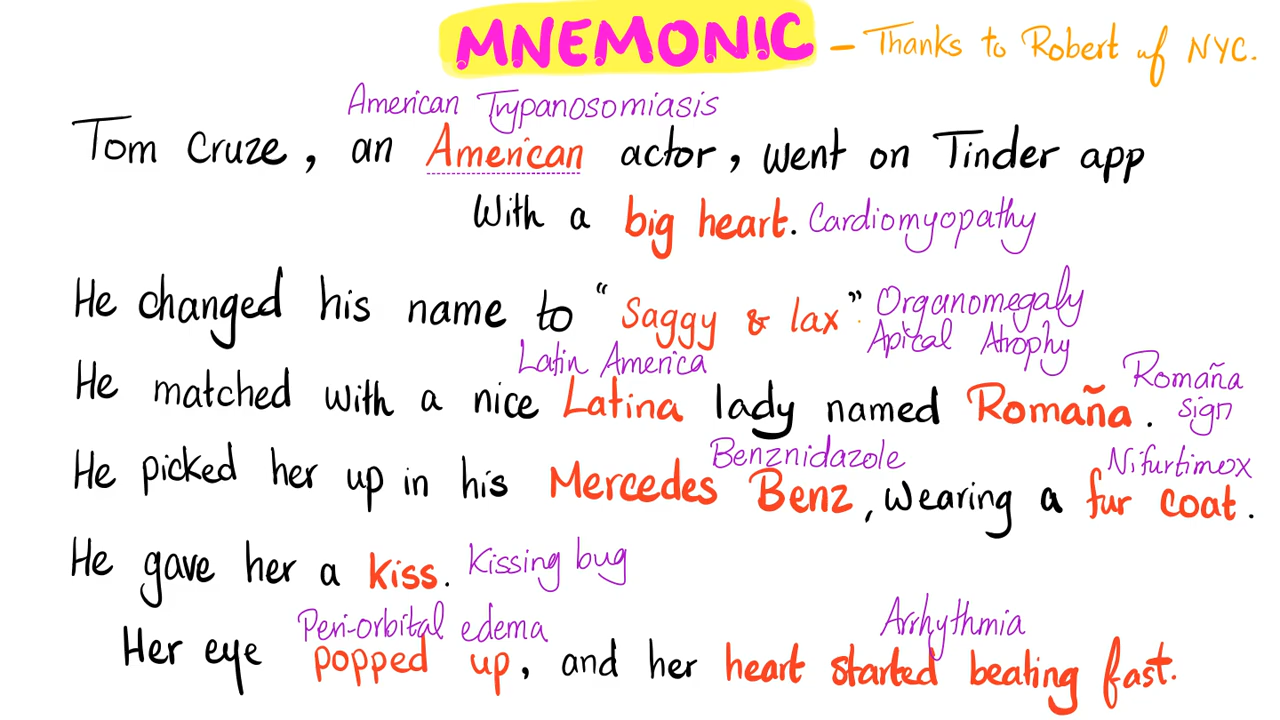 MNEMONIC - Thanks to Robert of NYC.
American Trypanosomiasis
Tom Cruze, an American actor, went on Tinder app
With a big heart. Cardiomyopathy
He changed his name to "Saggy & lax". Organomegaly
Apical Atrophy
Latin America
Romaña
sign
He matched with a nice Latina lady named Romaña.
Benznidazole
Nifurtimox
He picked her up in his Mercedes Benz, wearing a fur coat.
He gave her a kiss. Kissing bug
Peri-orbital edema
Arrhythmia
Her eye popped up, and her heart started beating fast.